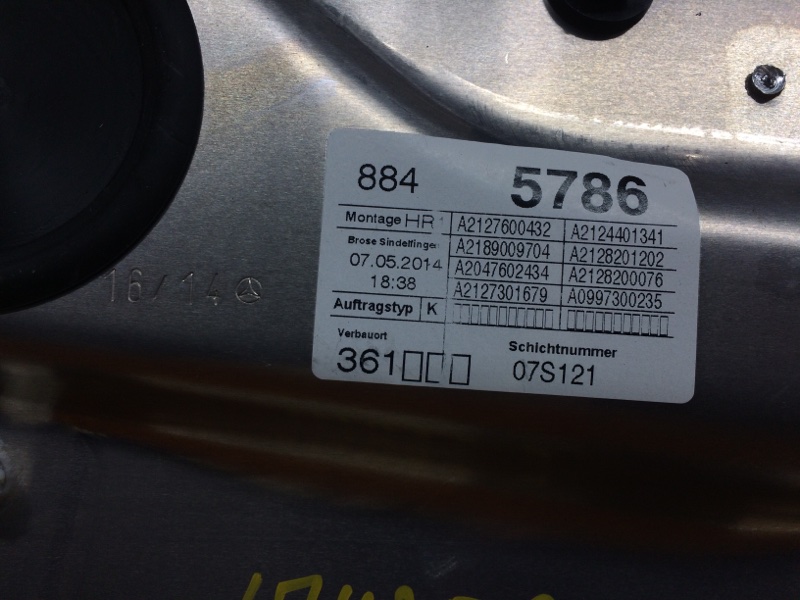 884 5786
Montage HR A2127600432 A2124401341
Brose Sindelfingen A2189009704 A2128201202
07.05.2014 A2047602434 A2128200076
18:38 A2127301679 A0997300235
Auftragstyp K
Verbauort Schichtnummer
361 07S121
16/14